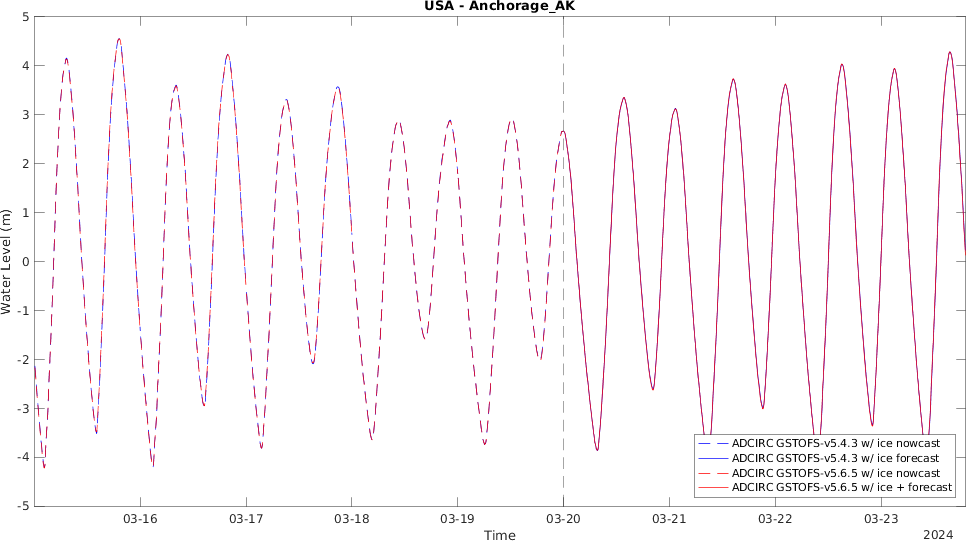 USA - Anchorage_AK
5
4
3
2
1
0
-1
-2
-3
-4
-5
Water Level (m)
03-16
03-17
03-18
03-19
03-20
03-21
03-22
03-23
Time
2024
ADCIRC GSTOFS-v5.4.3 w/ ice nowcast
ADCIRC GSTOFS-v5.4.3 w/ ice forecast
ADCIRC GSTOFS-v5.6.5 w/ ice nowcast
ADCIRC GSTOFS-v5.6.5 w/ ice + forecast